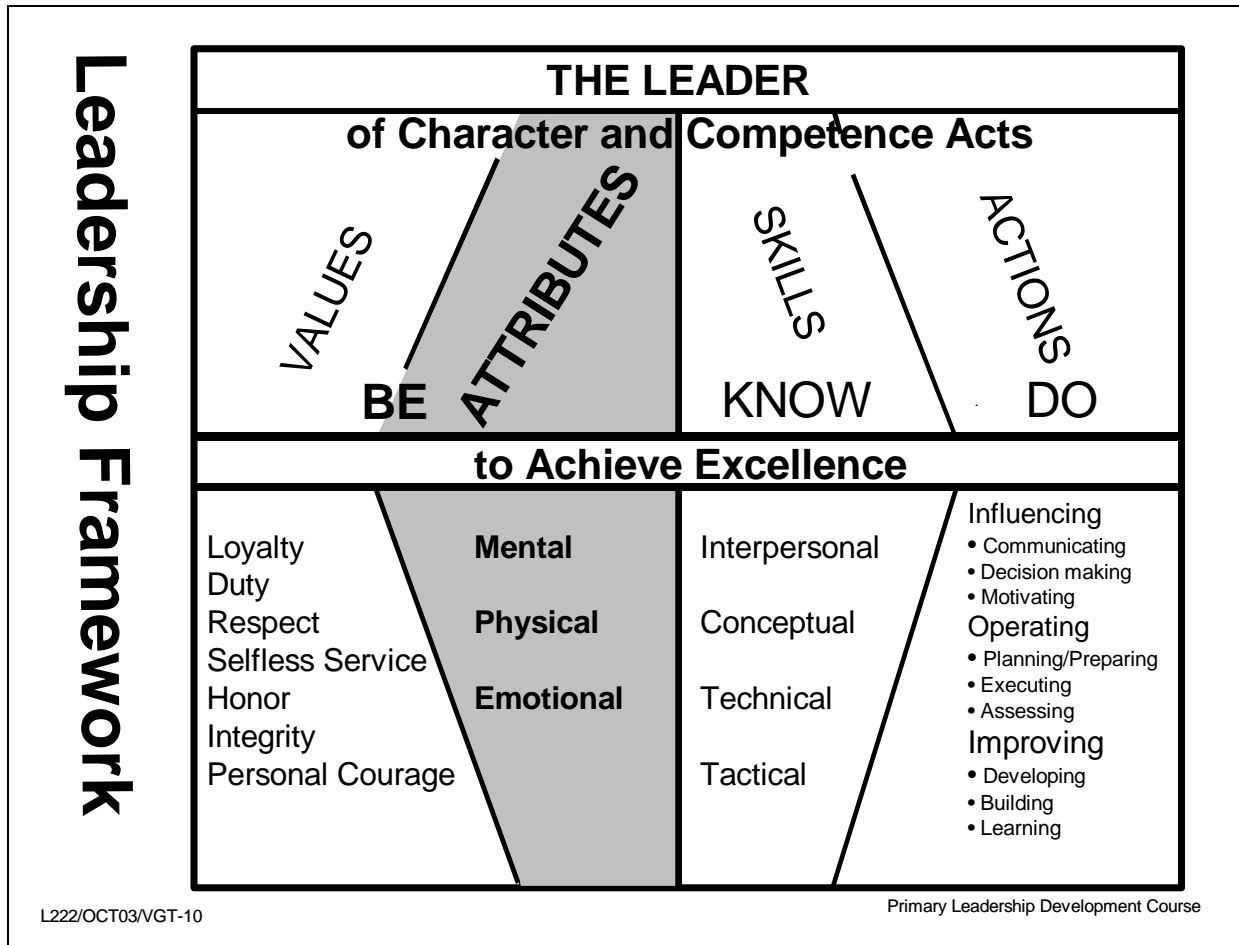 Leadership Framework
THE LEADER
of Character and Competence Acts
VALUES
ATTRIBUTES
SKILLS
ACTIONS
BE
KNOW
DO
to Achieve Excellence
Loyalty
Duty
Respect
Selfless Service
Honor
Integrity
Personal Courage
Mental
Physical
Emotional
Interpersonal
Conceptual
Technical
Tactical
Influencing
• Communicating
• Decision making
• Motivating
Operating
• Planning/Preparing
• Executing
• Assessing
Improving
• Developing
• Building
• Learning
L222/OCT03/VGT-10
Primary Leadership Development Course